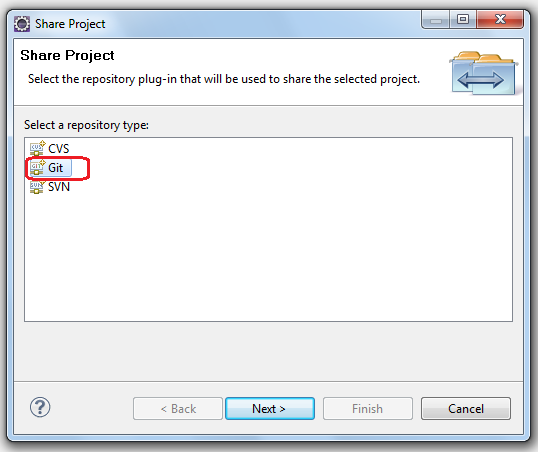 Share Project
Share Project
Select the repository plug-in that will be used to share the selected project.
Select a repository type:
CVS
Git
SVN
< Back
Next >
Finish
Cancel